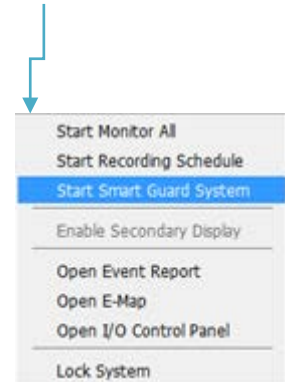 Start Monitor All
Start Recording Schedule
Start Smart Guard System
Enable Secondary Display
Open Event Report
Open E-Map
Open I/O Control Panel
Lock System